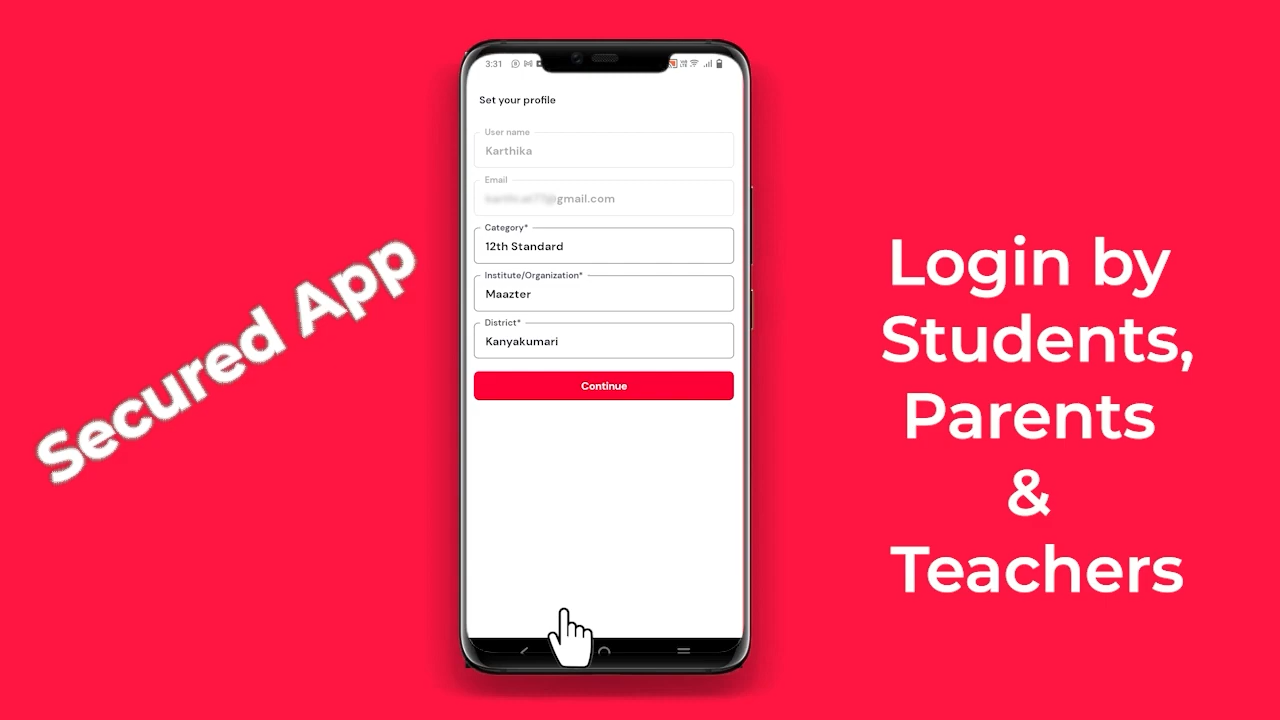 Secured App
3:31
Set your profile
User name
Karthika
Email
@gmail.com
Category*
12th Standard
Institute/Organization*
Maazter
District*
Kanyakumari
Continue
Login by
Students,
Parents
&
Teachers